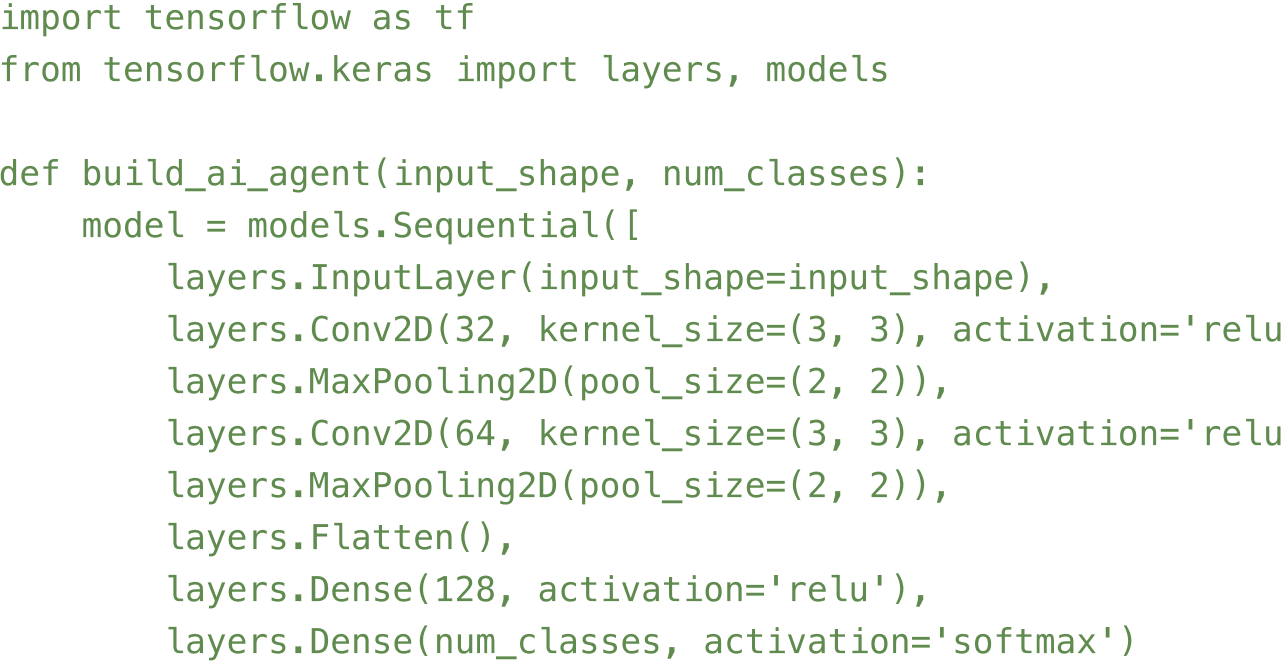 import tensorflow as tf
from tensorflow.keras import layers, models
def build_ai_agent(input_shape, num_classes):
    model = models.Sequential([
        layers.InputLayer(input_shape=input_shape),
        layers.Conv2D(32, kernel_size=(3, 3), activation='relu
        layers.MaxPooling2D(pool_size=(2, 2)),
        layers.Conv2D(64, kernel_size=(3, 3), activation='relu
        layers.MaxPooling2D(pool_size=(2, 2)),
        layers.Flatten(),
        layers.Dense(128, activation='relu'),
        layers.Dense(num_classes, activation='softmax')